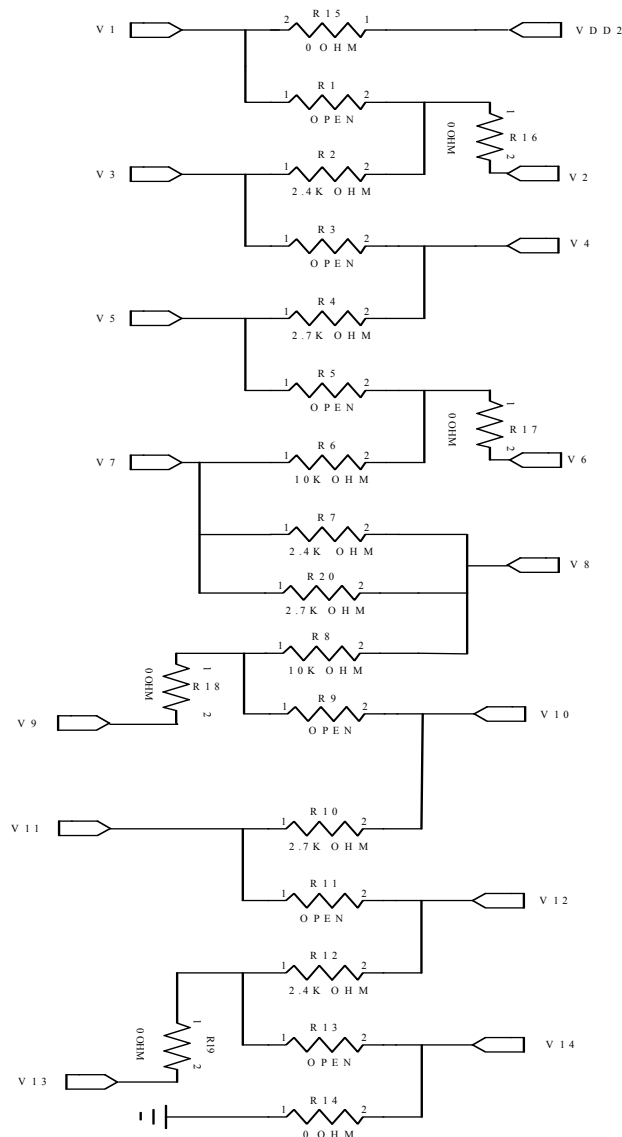 R15
V1 2 1 VDD2
0 OHM
R1
1 2
OPEN
1
R16
0 OHM
2
R2
V3 1 2 V2
2.4K OHM
R3
1 2 V4
OPEN
R4
V5 1 2
2.7K OHM
R5
1 2
OPEN
1
R17
0 OHM
2
R6
V7 1 2 V6
10K OHM
R7
1 2
2.4K OHM
V8
R20
1 2
2.7K OHM
R8
1 2
10K OHM
1
R18
0 OHM
2
R9
1 2 V10
OPEN
V9
R10
V11 1 2
2.7K OHM
R11
1 2 V12
OPEN
R12
1 2
2.4K OHM
1
R19
0 OHM
2
R13
1 2 V14
OPEN
V13
R14
1 2
0 OHM